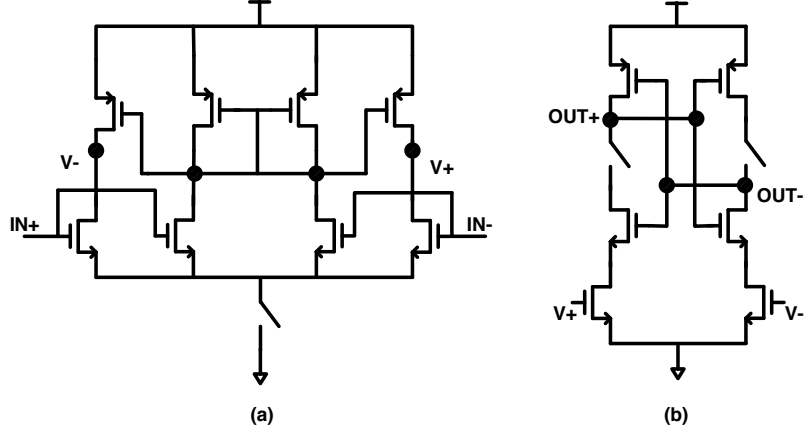 OUT+
V-
V+
OUT-
IN+
IN-
V+
V-
(a)
(b)